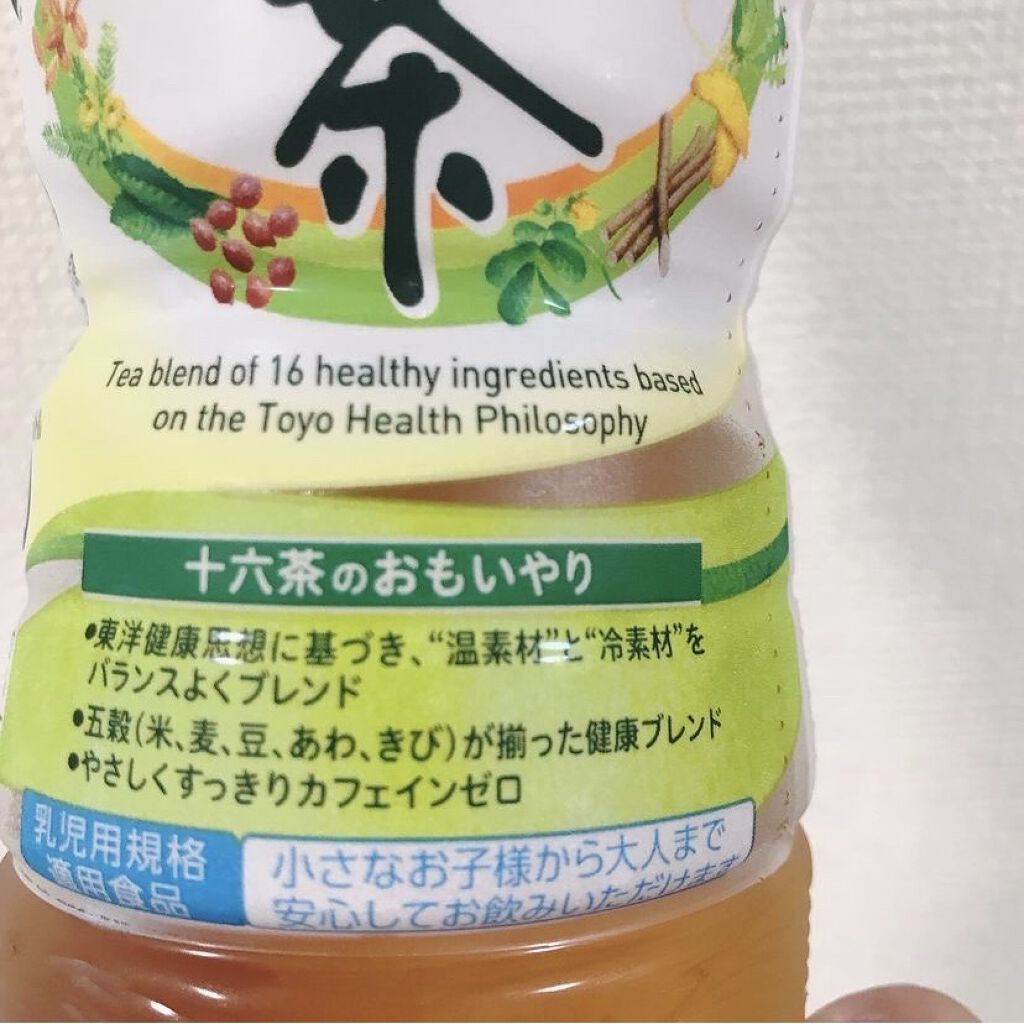 茶
Tea blend of 16 healthy ingredients based
on the Toyo Health Philosophy
十六茶のおもいやり
•東洋健康思想に基づき、“温素材”と“冷素材”を
バランスよくブレンド
•五穀(米、麦、豆、あわ、きび)が揃った健康ブレンド
•やさしくすっきりカフェインゼロ
乳児用規格
適用食品
小さなお子様から大人まで
安心してお飲みいただけます